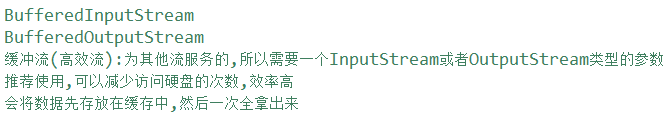 BufferedInputStream
BufferedOutputStream
缓冲流(高效流):为其他流服务的,所以需要一个InputStream或者OutputStream类型的参数
推荐使用,可以减少访问硬盘的次数,效率高
会将数据先存放在缓存中,然后一次全拿出来